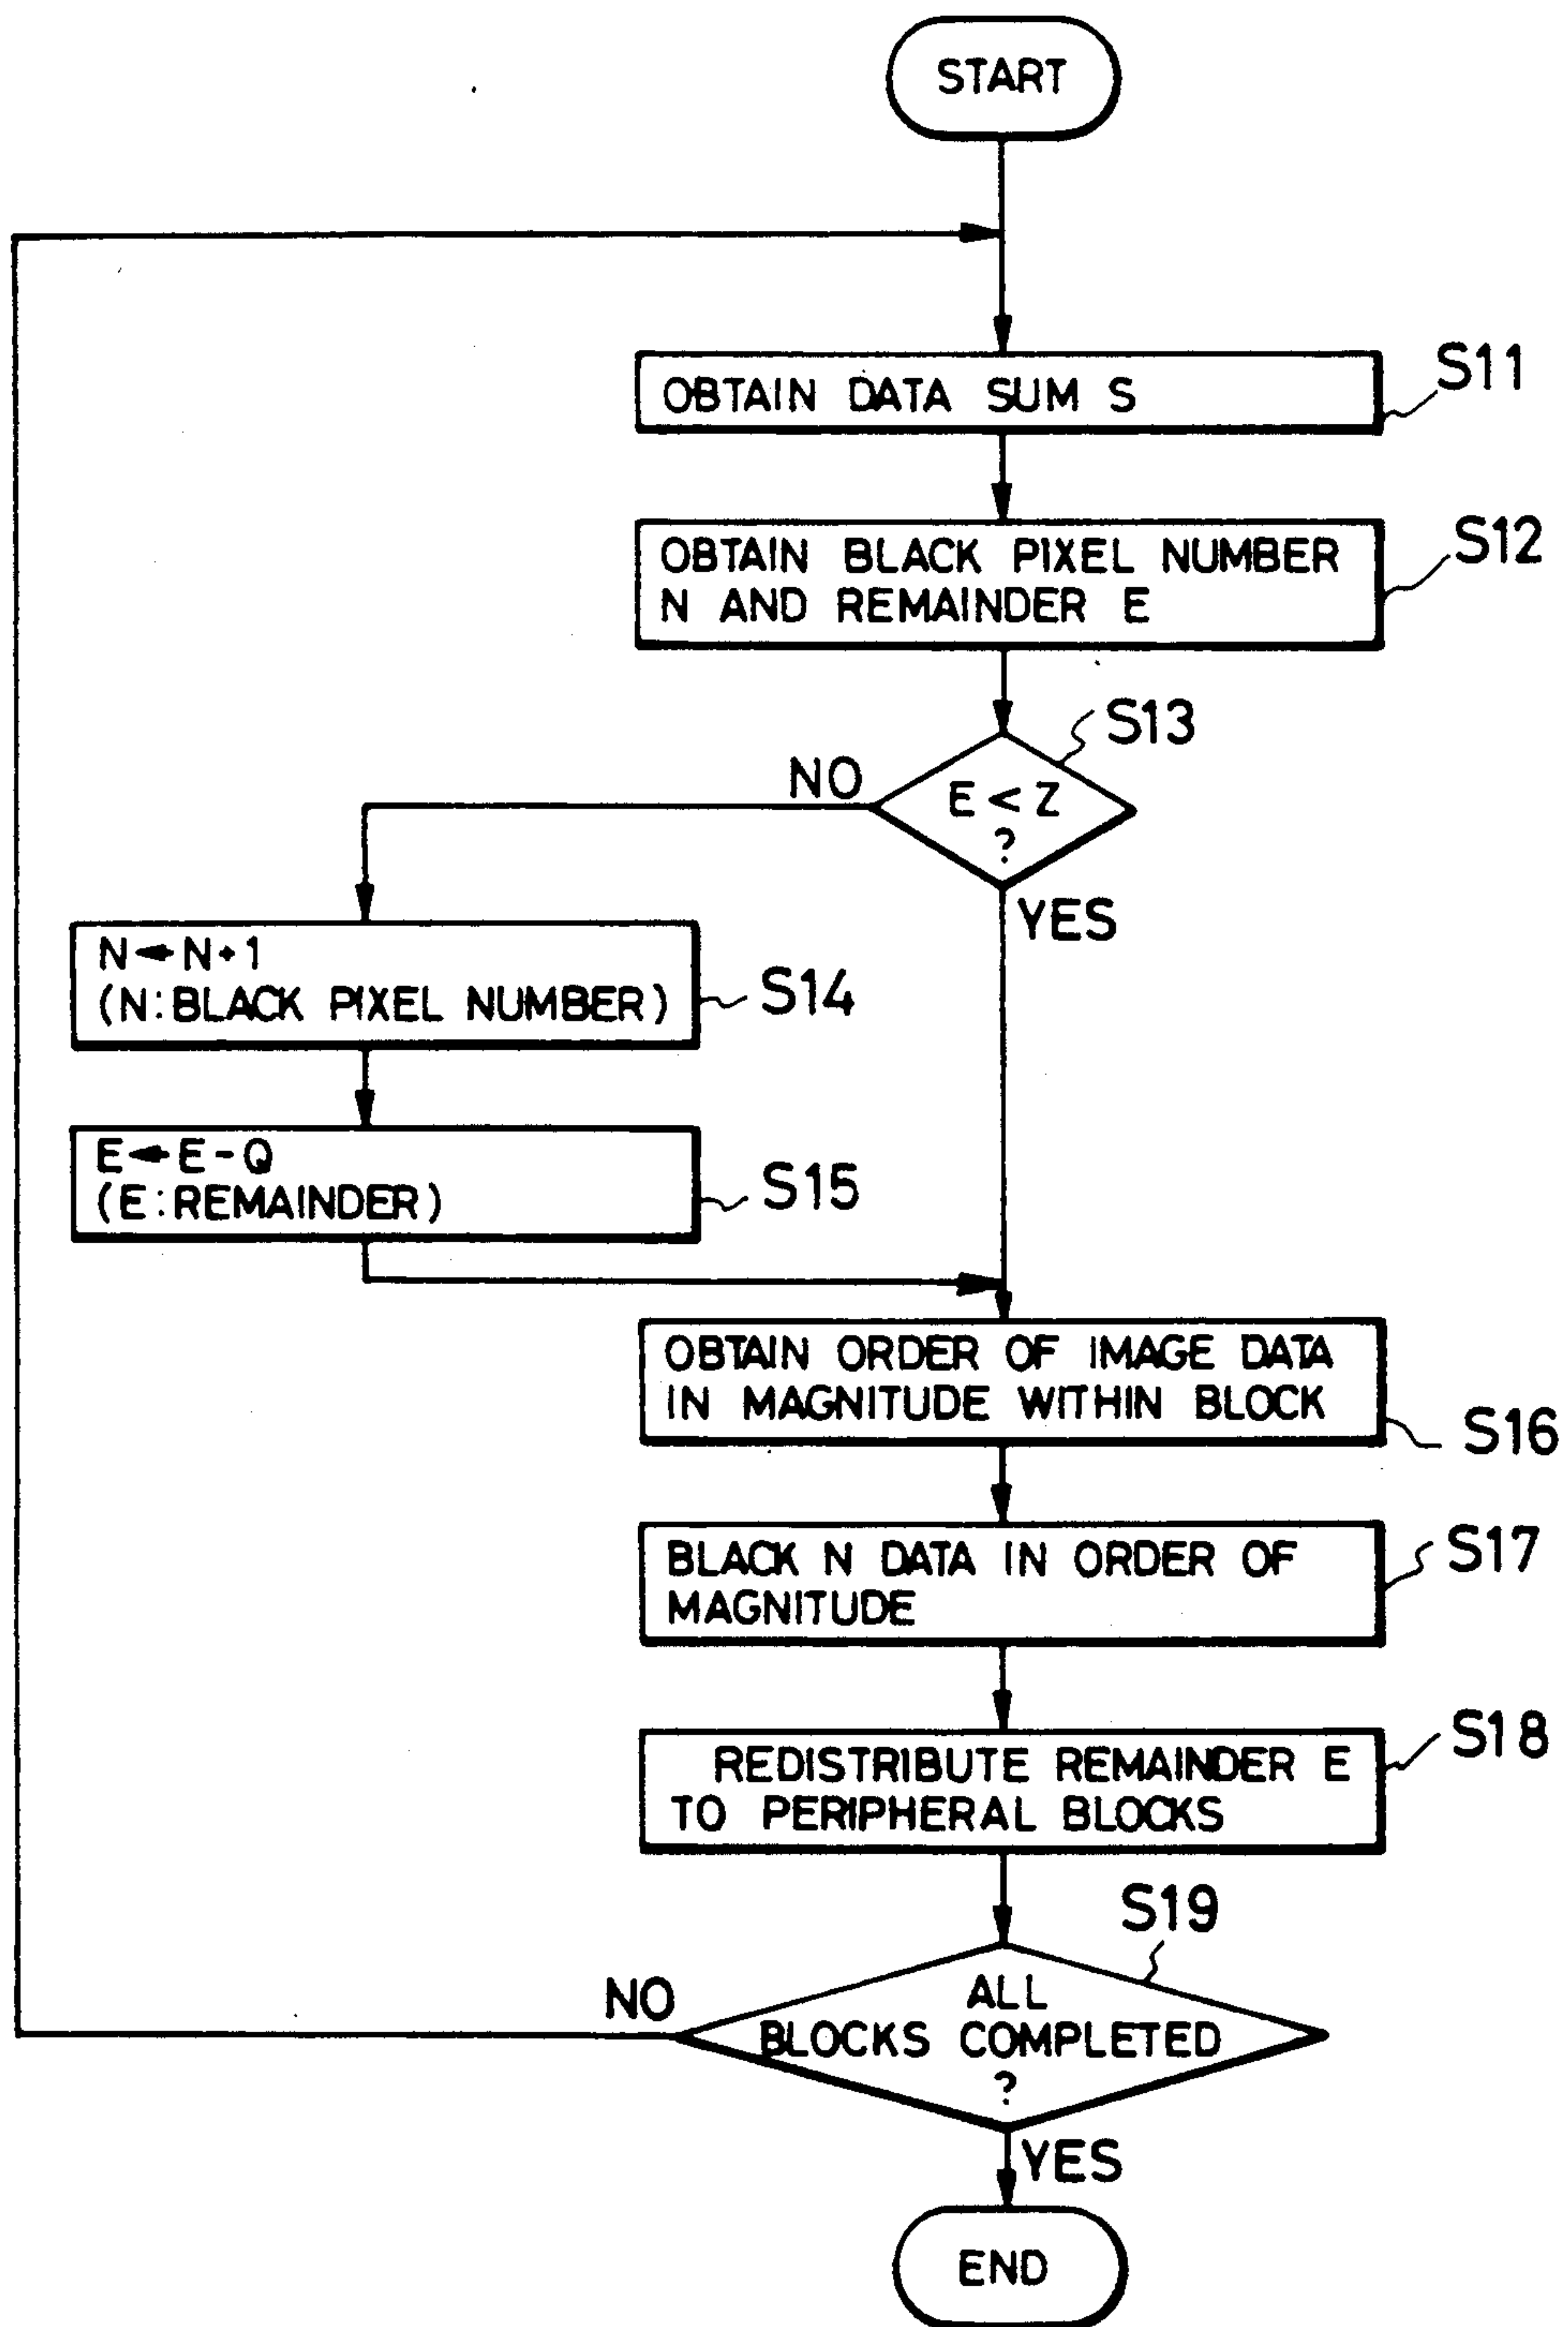 START
OBTAIN DATA SUM S
S11
OBTAIN BLACK PIXEL NUMBER
N AND REMAINDER E
S12
S13
E < Z
?
NO
YES
N←N+1
(N:BLACK PIXEL NUMBER)
S14
E←E-Q
(E:REMAINDER)
S15
OBTAIN ORDER OF IMAGE DATA
IN MAGNITUDE WITHIN BLOCK
S16
BLACK N DATA IN ORDER OF
MAGNITUDE
S17
REDISTRIBUTE REMAINDER E
TO PERIPHERAL BLOCKS
S18
S19
ALL
BLOCKS COMPLETED
?
NO
YES
END